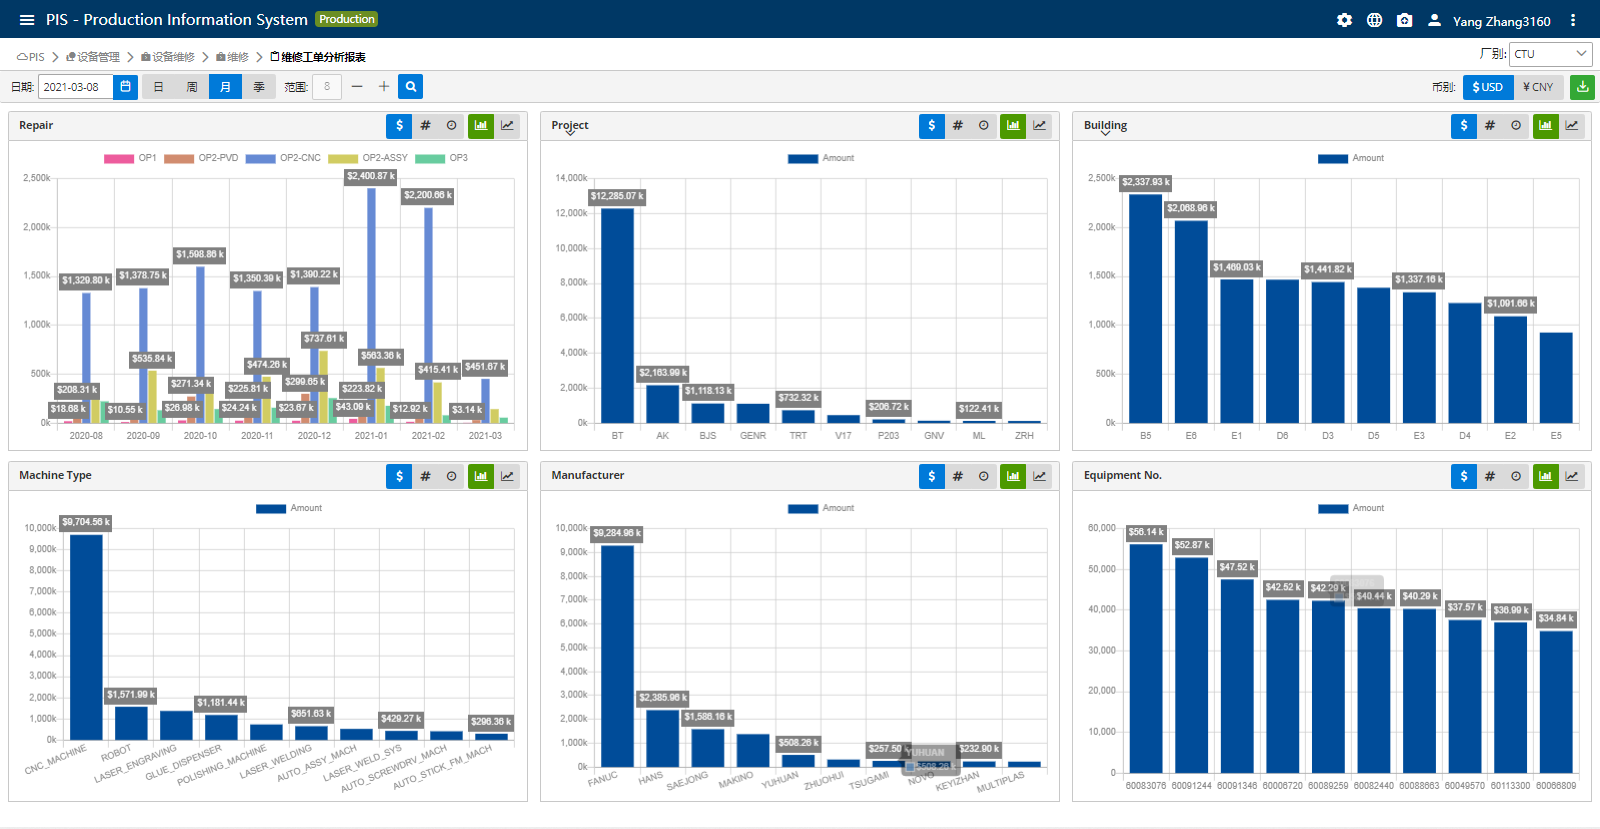 PIS - Production Information System Production
Yang Zhang3160
PIS 设备管理 设备维修 维修 维修工单分析报表
厂别: CTU
日期: 2021-03-08 日 周 月 季 范围: 8
币别: $ USD ¥ CNY
Repair $ #
OP1 OP2-PVD OP2-CNC OP2-ASSY OP3
2,500k
2,000k
1,500k
1,000k
500k
0k
$2,400.87 k
$2,200.66 k
$1,598.86 k
$1,329.80 k
$1,378.75 k
$1,350.39 k
$1,390.22 k
$737.61 k
$535.84 k
$474.26 k
$563.36 k
$415.41 k
$451.67 k
$208.31 k
$271.34 k
$225.81 k
$299.65 k
$223.82 k
$18.68 k
$10.55 k
$26.98 k
$24.24 k
$23.67 k
$43.09 k
$12.92 k
$3.14 k
2020-08 2020-09 2020-10 2020-11 2020-12 2021-01 2021-02 2021-03
Project $ #
Amount
14,000k
12,000k
10,000k
8,000k
6,000k
4,000k
2,000k
0k
$12,285.07 k
$2,163.99 k
$1,118.13 k
$732.32 k
$206.72 k
$122.41 k
BT AK BJS GENR TRT V17 P203 GNV ML ZRH
Building $ #
Amount
2,500k
2,000k
1,500k
1,000k
500k
0k
$2,337.93 k
$2,068.96 k
$1,469.03 k
$1,441.82 k
$1,337.16 k
$1,091.66 k
B5 E6 E1 D6 D3 D5 E3 D4 E2 E5
Machine Type $ #
Amount
10,000k
9,000k
8,000k
7,000k
6,000k
5,000k
4,000k
3,000k
2,000k
1,000k
0k
$9,704.56 k
$1,571.99 k
$1,181.44 k
$651.63 k
$429.27 k
$296.36 k
CNC_MACHINE ROBOT LASER_ENGRAVING GLUE_DISPENSER POLISHING_MACHINE LASER_WELDING AUTO_ASSY_MACH LASER_WELD_SYS AUTO_SCREWDRV_MACH AUTO_STICK_FM_MACH
Manufacturer $ #
Amount
10,000k
9,000k
8,000k
7,000k
6,000k
5,000k
4,000k
3,000k
2,000k
1,000k
0k
$9,284.96 k
$2,385.96 k
$1,586.16 k
$508.26 k
$257.50 k
$232.90 k
YUHUAN
$508.26 k
FANUC HANS SAEJONG MAKINO YUHUAN ZHUOHUI TSUGAMI NOVO KEYIZHAN MULTIPLAS
Equipment No. $ #
Amount
60,000
50,000
40,000
30,000
20,000
10,000
0
$56.14 k
$52.87 k
$47.52 k
$42.52 k
$42.29 k
$40.44 k
$40.29 k
$37.57 k
$36.99 k
$34.84 k
60083076 60091244 60091346 60006720 60089259 60082440 60088663 60049570 60113300 60066809